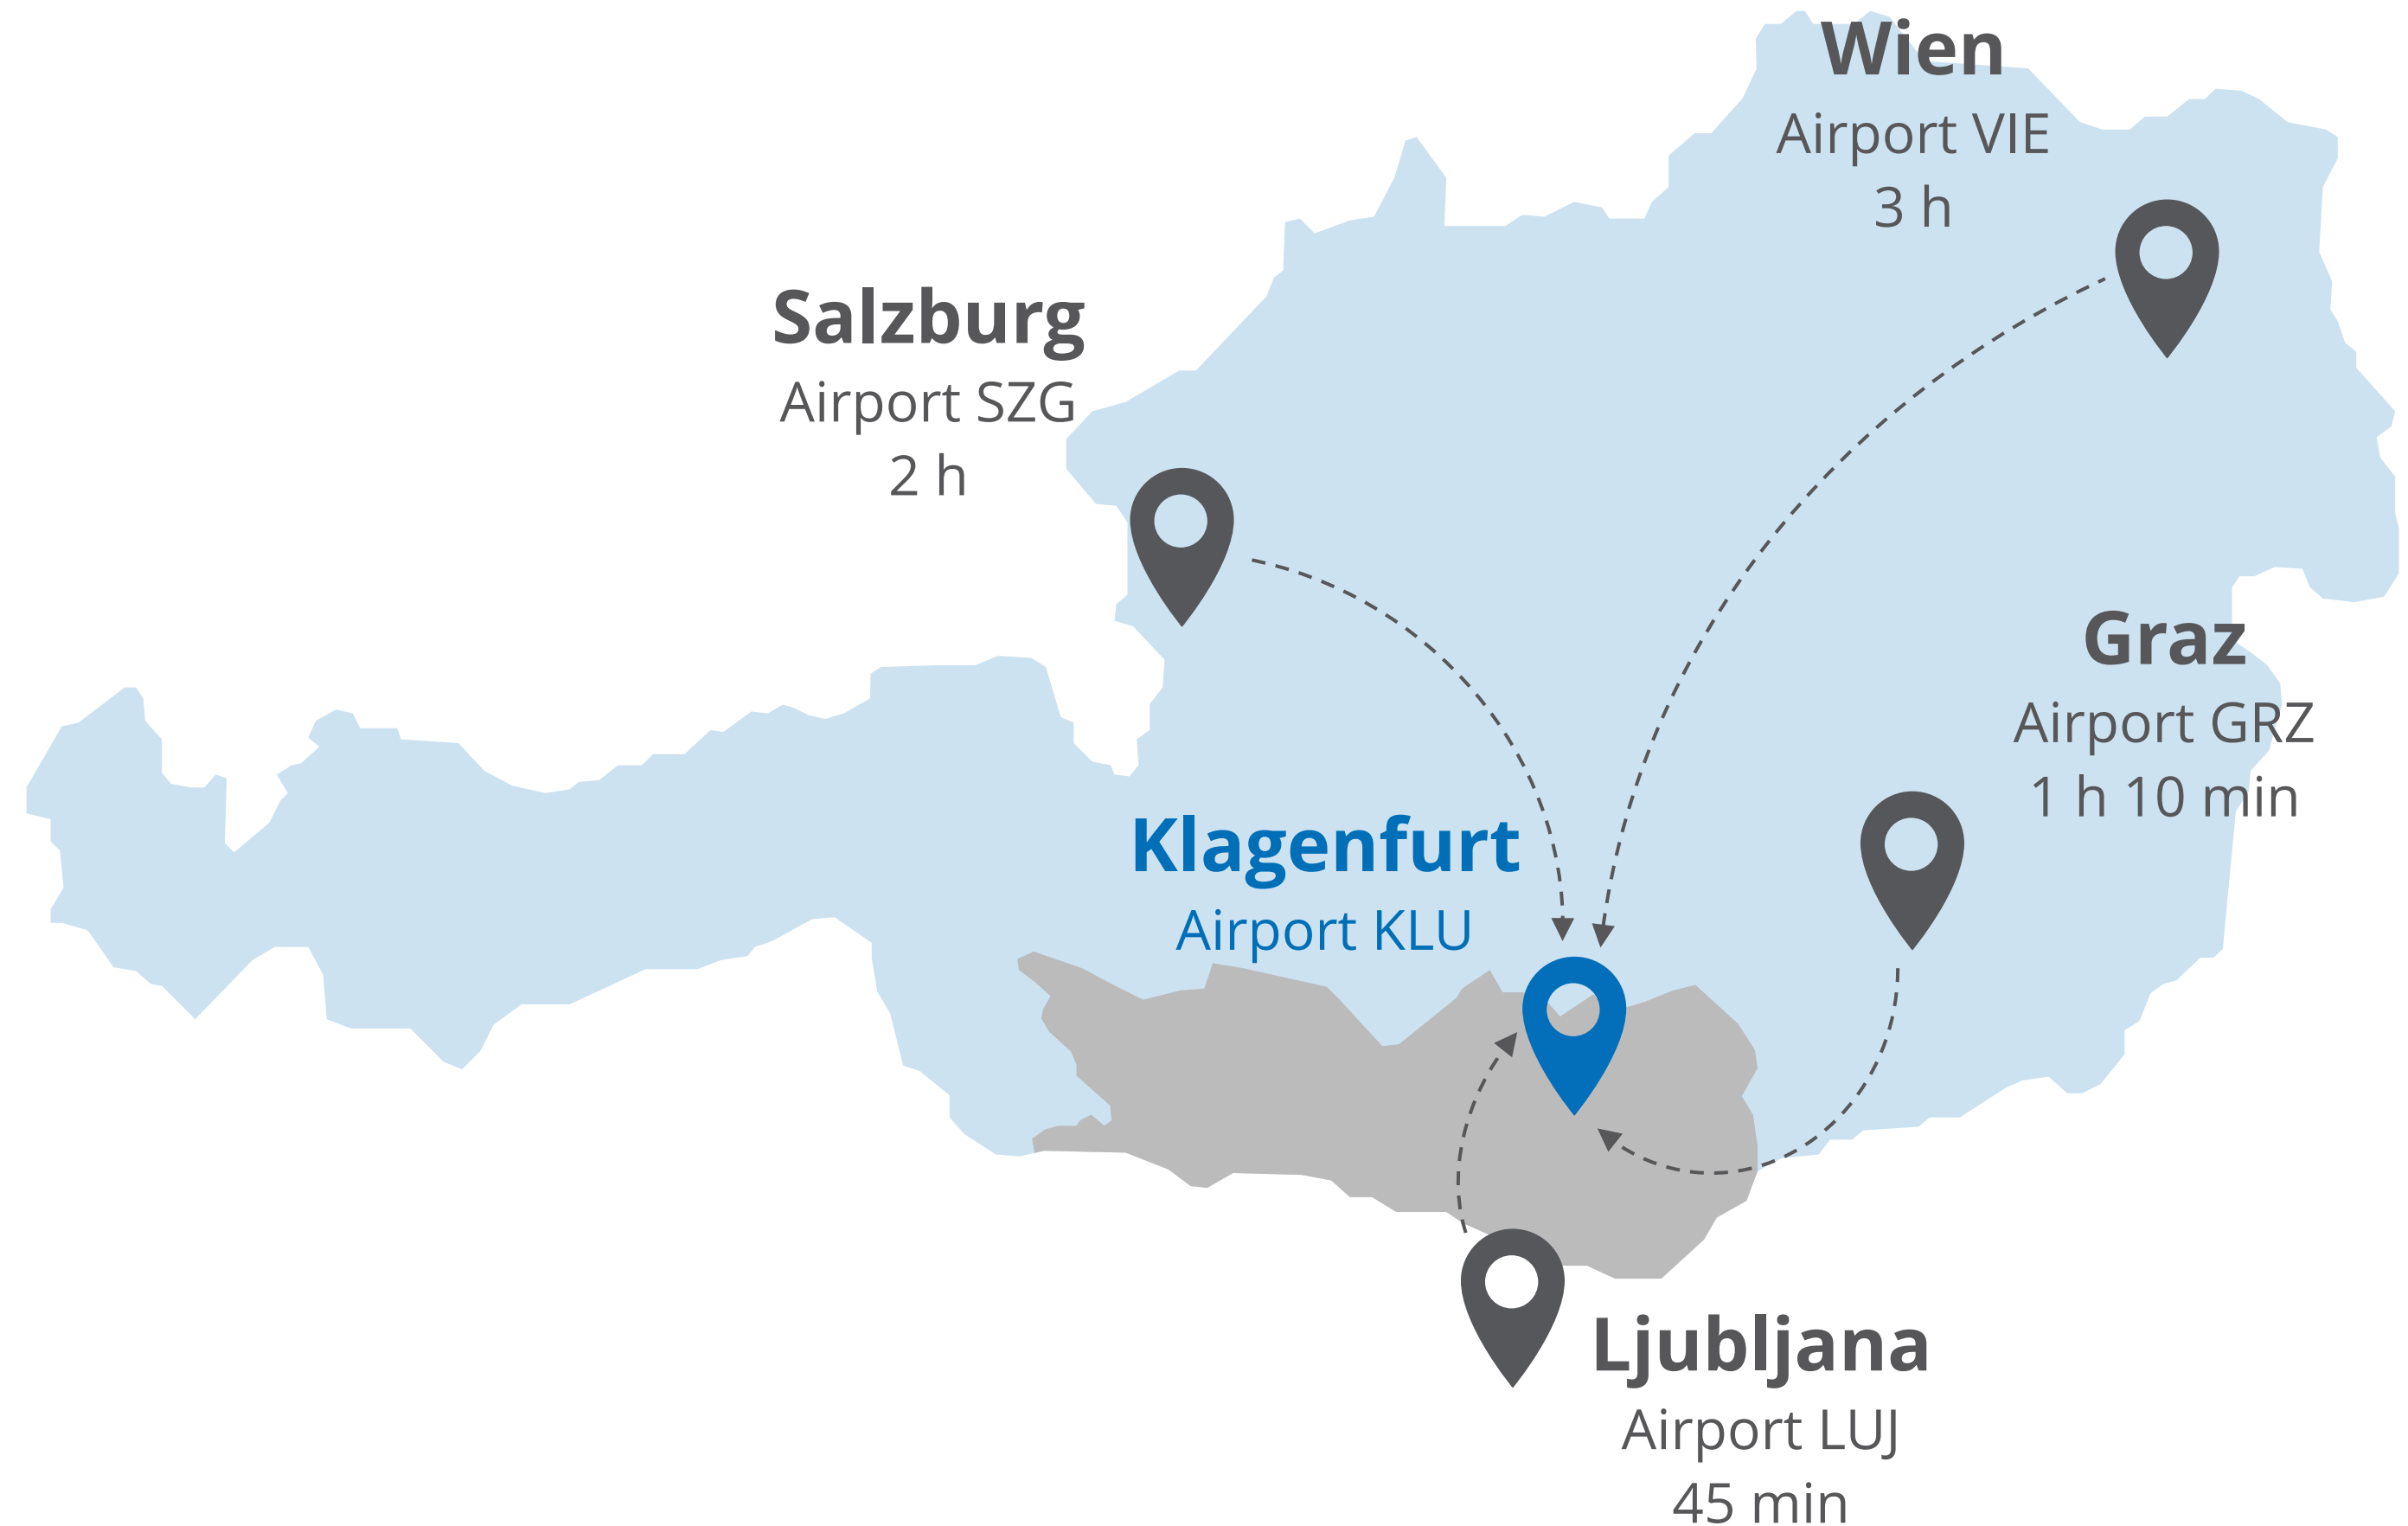 Wien
Airport VIE
3 h
Salzburg
Airport SZG
2 h
Graz
Airport GRZ
1 h 10 min
Klagenfurt
Airport KLU
Ljubljana
Airport LUJ
45 min